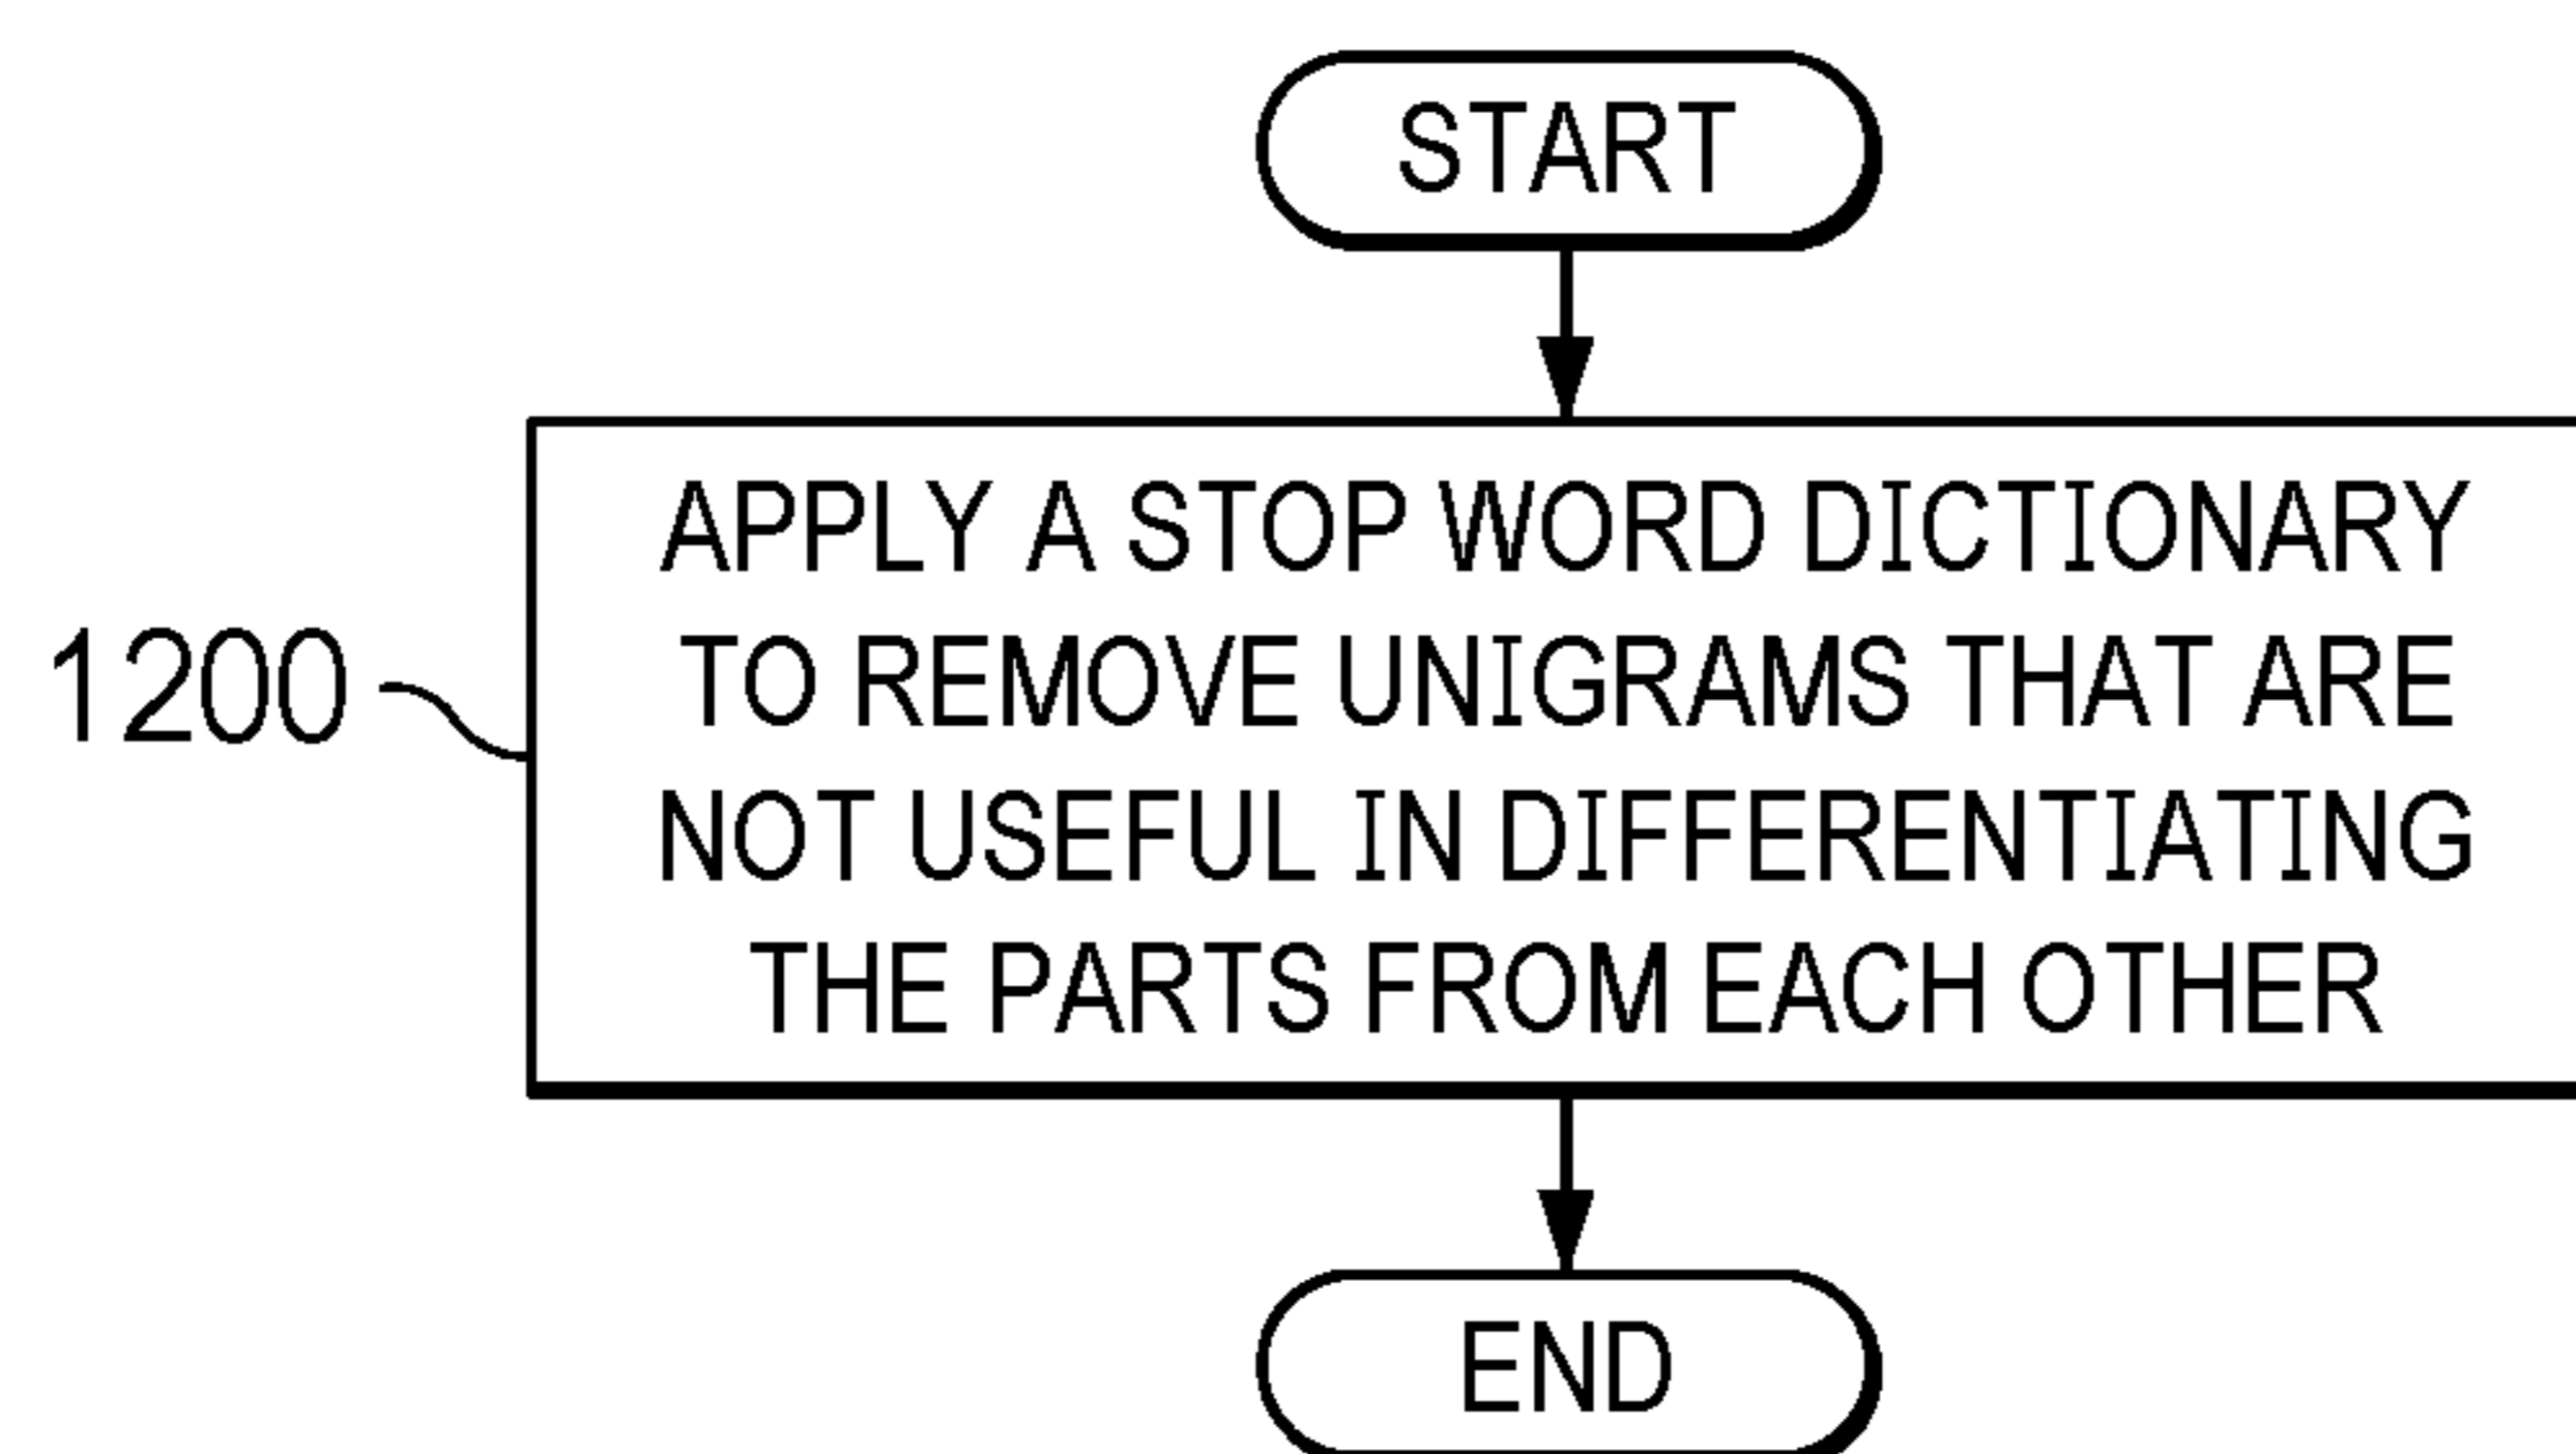 START
APPLY A STOP WORD DICTIONARY
TO REMOVE UNIGRAMS THAT ARE
1200
NOT USEFUL IN DIFFERENTIATING
THE PARTS FROM EACH OTHER
END